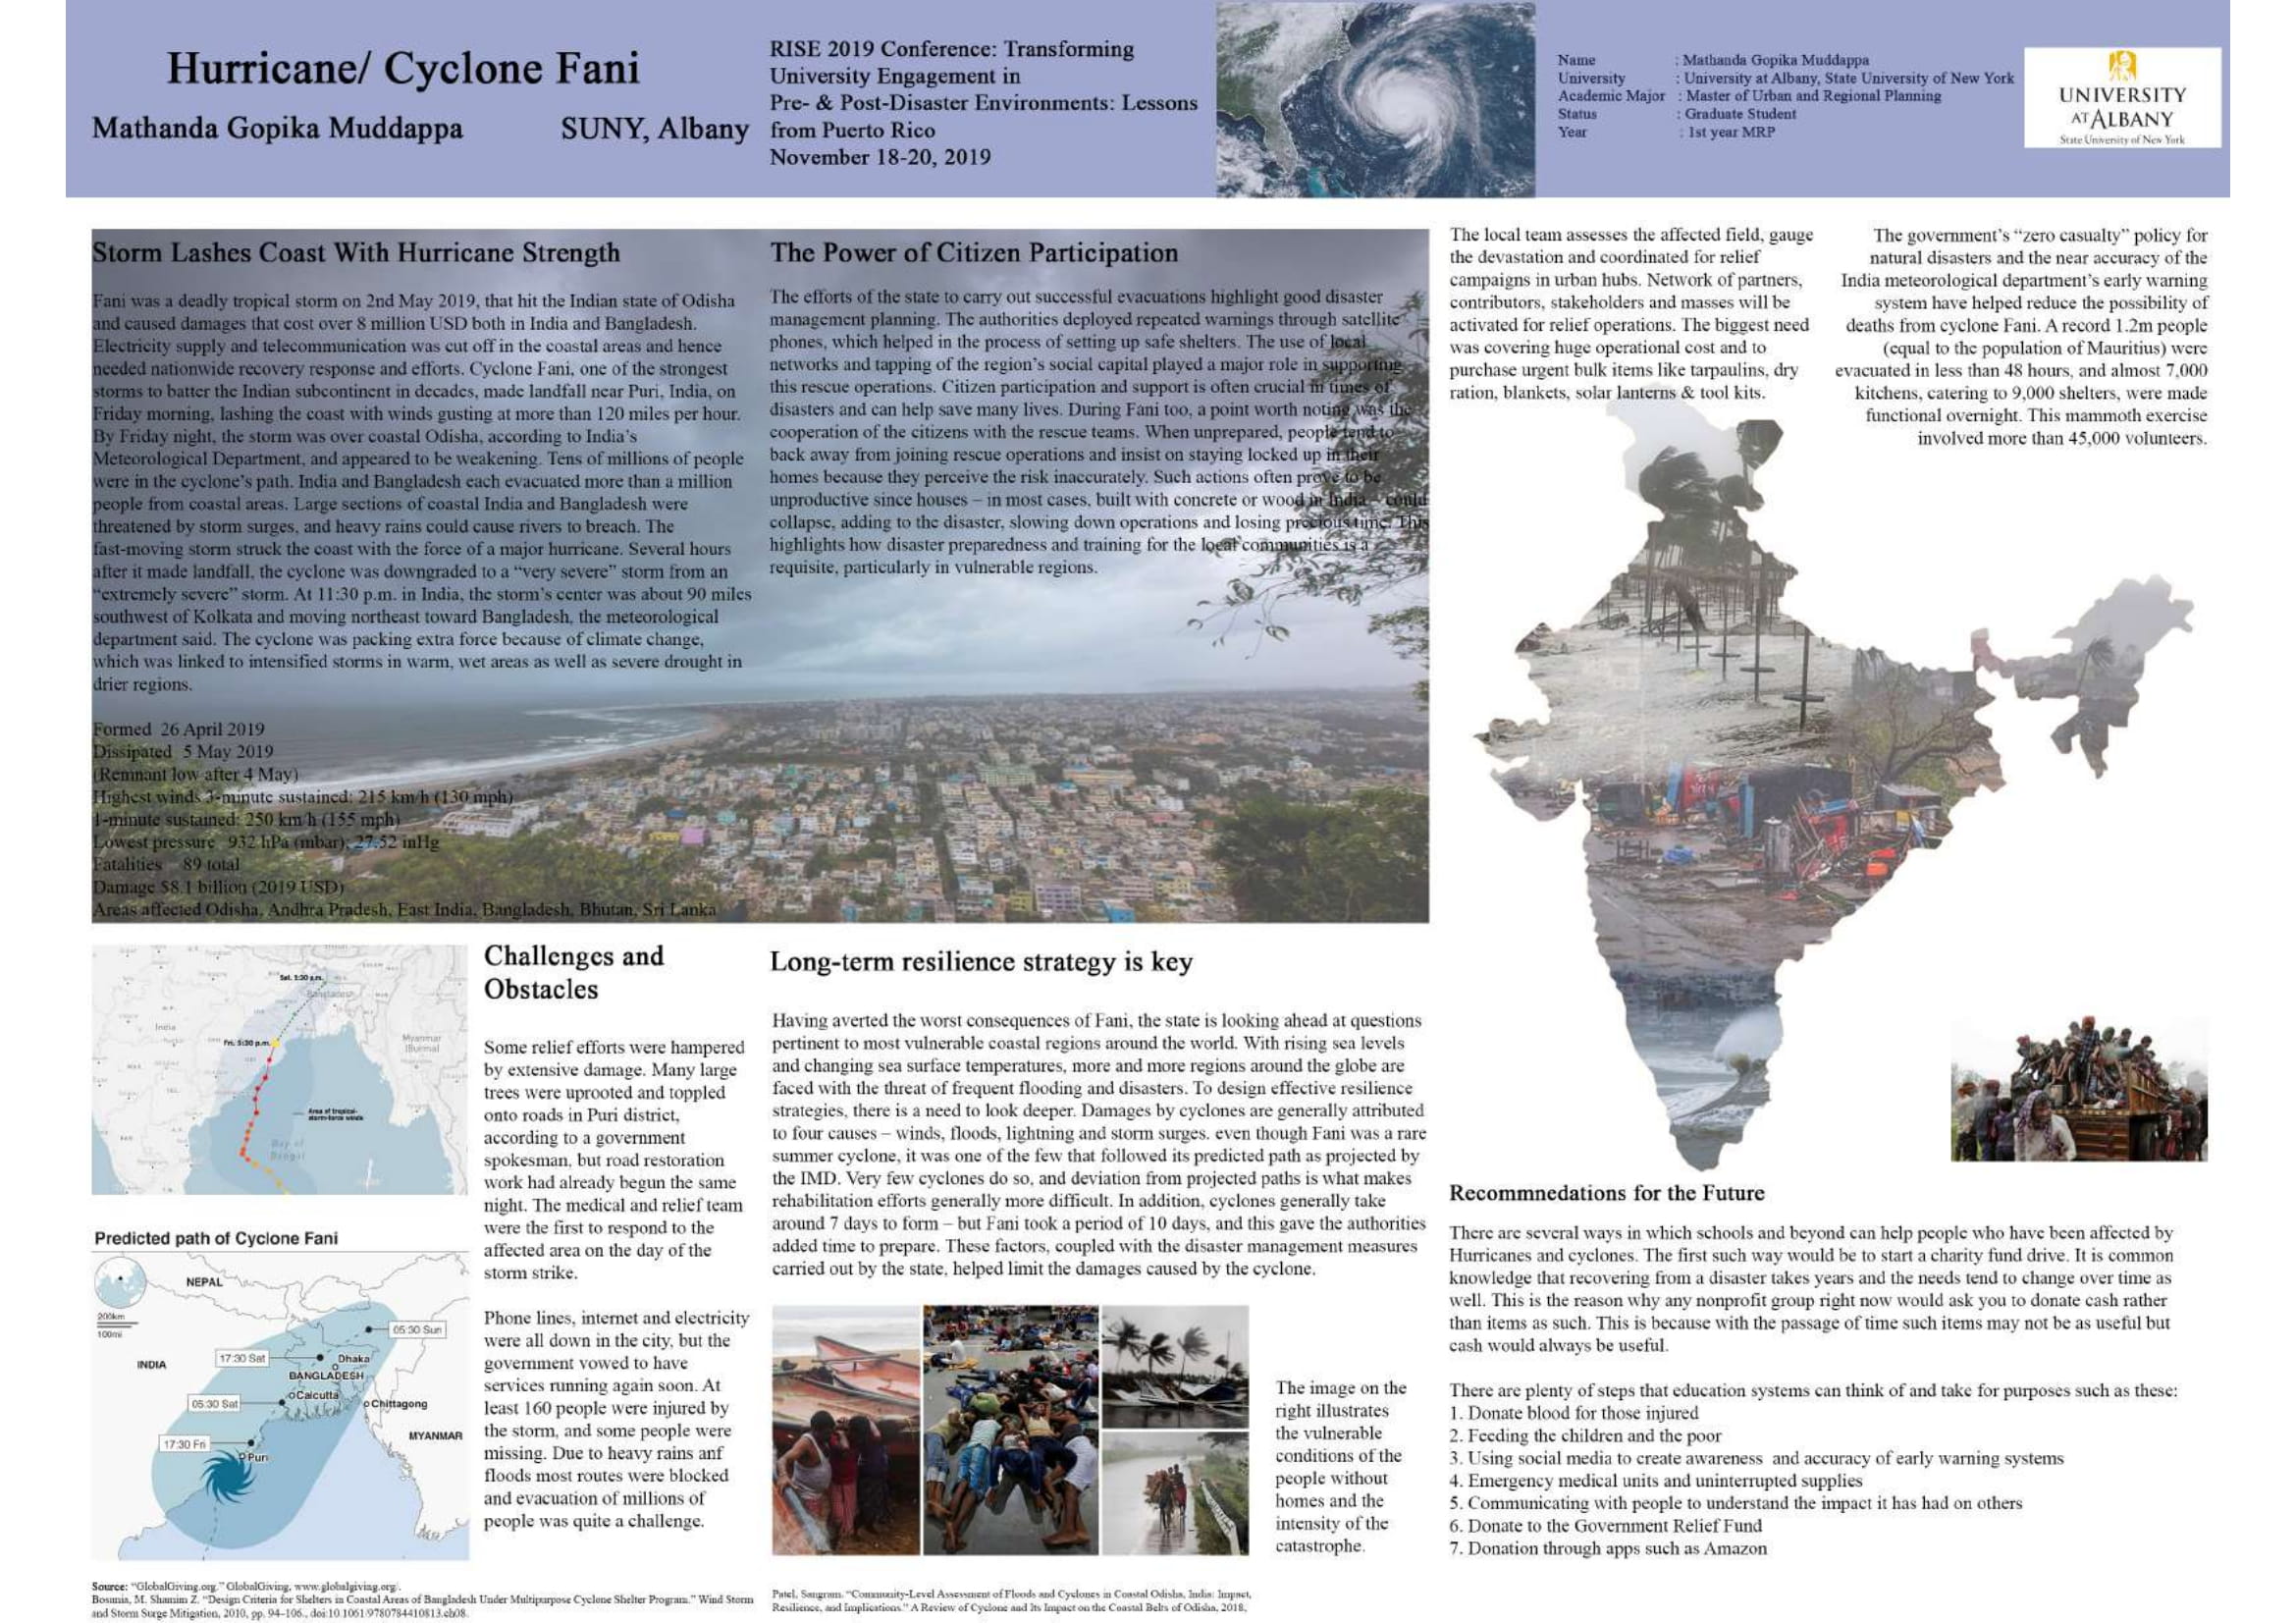 Hurricane/ Cyclone Fani
Mathanda Gopika Muddappa
SUNY, Albany
RISE 2019 Conference: Transforming
University Engagement in
Pre- & Post-Disaster Environments: Lessons
from Puerto Rico
November 18-20, 2019
Name : Mathanda Gopika Muddappa
University : University at Albany, State University of New York
Academic Major : Master of Urban and Regional Planning
Status : Graduate Student
Year : 1st year MRP
UNIVERSITY
AT ALBANY
State University of New York
Storm Lashes Coast With Hurricane Strength
Fani was a deadly tropical storm on 2nd May 2019, that hit the Indian state of Odisha
and caused damages that cost over 8 million USD both in India and Bangladesh.
Electricity supply and telecommunication was cut off in the coastal areas and hence
needed nationwide recovery response and efforts. Cyclone Fani, one of the strongest
storms to batter the Indian subcontinent in decades, made landfall near Puri, India, on
Friday morning, lashing the coast with winds gusting at more than 120 miles per hour.
By Friday night, the storm was over coastal Odisha, according to India's
Meteorological Department, and appeared to be weakening. Tens of millions of people
were in the cyclone's path. India and Bangladesh each evacuated more than a million
people from coastal areas. Large sections of coastal India and Bangladesh were
threatened by storm surges, and heavy rains could cause rivers to breach. The
fast-moving storm struck the coast with the force of a major hurricane. Several hours
after it made landfall, the cyclone was downgraded to a "very severe" storm from an
"extremely severe" storm. At 11:30 p.m. in India, the storm's center was about 90 miles
southwest of Kolkata and moving northeast toward Bangladesh, the meteorological
department said. The cyclone was packing extra force because of climate change,
which was linked to intensified storms in warm, wet areas as well as severe drought in
drier regions.
Formed 26 April 2019
Dissipated 5 May 2019
(Remnant low after 4 May)
Highest winds 3-minute sustained: 215 km/h (130 mph)
1-minute sustained: 250 km/h (155 mph)
Lowest pressure 932 hPa (mbar); 27.52 inHg
Fatalities 89 total
Damage $8.1 billion (2019 USD)
Areas affected Odisha, Andhra Pradesh, East India, Bangladesh, Bhutan, Sri Lanka
The Power of Citizen Participation
The efforts of the state to carry out successful evacuations highlight good disaster
management planning. The authorities deployed repeated warnings through satellite
phones, which helped in the process of setting up safe shelters. The use of local
networks and tapping of the region's social capital played a major role in supporting
this rescue operations. Citizen participation and support is often crucial in times of
disasters and can help save many lives. During Fani too, a point worth noting was the
cooperation of the citizens with the rescue teams. When unprepared, people tend to
back away from joining rescue operations and insist on staying locked up in their
homes because they perceive the risk inaccurately. Such actions often prove to be
unproductive since houses – in most cases, built with concrete or wood in India – could
collapse, adding to the disaster, slowing down operations and losing precious time. This
highlights how disaster preparedness and training for the local communities is a
requisite, particularly in vulnerable regions.
The local team assesses the affected field, gauge
the devastation and coordinated for relief
campaigns in urban hubs. Network of partners,
contributors, stakeholders and masses will be
activated for relief operations. The biggest need
was covering huge operational cost and to
purchase urgent bulk items like tarpaulins, dry
ration, blankets, solar lanterns & tool kits.
The government's "zero casualty" policy for
natural disasters and the near accuracy of the
India meteorological department's early warning
system have helped reduce the possibility of
deaths from cyclone Fani. A record 1.2m people
(equal to the population of Mauritius) were
evacuated in less than 48 hours, and almost 7,000
kitchens, catering to 9,000 shelters, were made
functional overnight. This mammoth exercise
involved more than 45,000 volunteers.
Sat. 5:30 a.m.
Bangladesh
India
Fri. 5:30 p.m.
Myanmar
(Burma)
Area of tropical-
storm-force winds
Bay of
Bengal
Predicted path of Cyclone Fani
NEPAL
200km
100mi
05:30 Sun
INDIA
17:30 Sat
Dhaka
BANGLADESH
Calcutta
05:30 Sat
Chittagong
MYANMAR
17:30 Fri
Puri
Challenges and
Obstacles
Some relief efforts were hampered
by extensive damage. Many large
trees were uprooted and toppled
onto roads in Puri district,
according to a government
spokesman, but road restoration
work had already begun the same
night. The medical and relief team
were the first to respond to the
affected area on the day of the
storm strike.
Phone lines, internet and electricity
were all down in the city, but the
government vowed to have
services running again soon. At
least 160 people were injured by
the storm, and some people were
missing. Due to heavy rains anf
floods most routes were blocked
and evacuation of millions of
people was quite a challenge.
Long-term resilience strategy is key
Having averted the worst consequences of Fani, the state is looking ahead at questions
pertinent to most vulnerable coastal regions around the world. With rising sea levels
and changing sea surface temperatures, more and more regions around the globe are
faced with the threat of frequent flooding and disasters. To design effective resilience
strategies, there is a need to look deeper. Damages by cyclones are generally attributed
to four causes – winds, floods, lightning and storm surges. even though Fani was a rare
summer cyclone, it was one of the few that followed its predicted path as projected by
the IMD. Very few cyclones do so, and deviation from projected paths is what makes
rehabilitation efforts generally more difficult. In addition, cyclones generally take
around 7 days to form – but Fani took a period of 10 days, and this gave the authorities
added time to prepare. These factors, coupled with the disaster management measures
carried out by the state, helped limit the damages caused by the cyclone.
The image on the
right illustrates
the vulnerable
conditions of the
people without
homes and the
intensity of the
catastrophe.
Recommnedations for the Future
There are several ways in which schools and beyond can help people who have been affected by
Hurricanes and cyclones. The first such way would be to start a charity fund drive. It is common
knowledge that recovering from a disaster takes years and the needs tend to change over time as
well. This is the reason why any nonprofit group right now would ask you to donate cash rather
than items as such. This is because with the passage of time such items may not be as useful but
cash would always be useful.
There are plenty of steps that education systems can think of and take for purposes such as these:
1. Donate blood for those injured
2. Feeding the children and the poor
3. Using social media to create awareness and accuracy of early warning systems
4. Emergency medical units and uninterrupted supplies
5. Communicating with people to understand the impact it has had on others
6. Donate to the Government Relief Fund
7. Donation through apps such as Amazon
Source: "GlobalGiving.org." GlobalGiving, www.globalgiving.org/.
Bosunia, M. Shamim Z. "Design Criteria for Shelters in Coastal Areas of Bangladesh Under Multipurpose Cyclone Shelter Program." Wind Storm
and Storm Surge Mitigation, 2010, pp. 94–106., doi:10.1061/9780784410813.ch08.
Patel, Sangram. "Community-Level Assessment of Floods and Cyclones in Coastal Odisha, India: Impact,
Resilience, and Implications." A Review of Cyclone and Its Impact on the Coastal Belts of Odisha, 2018,